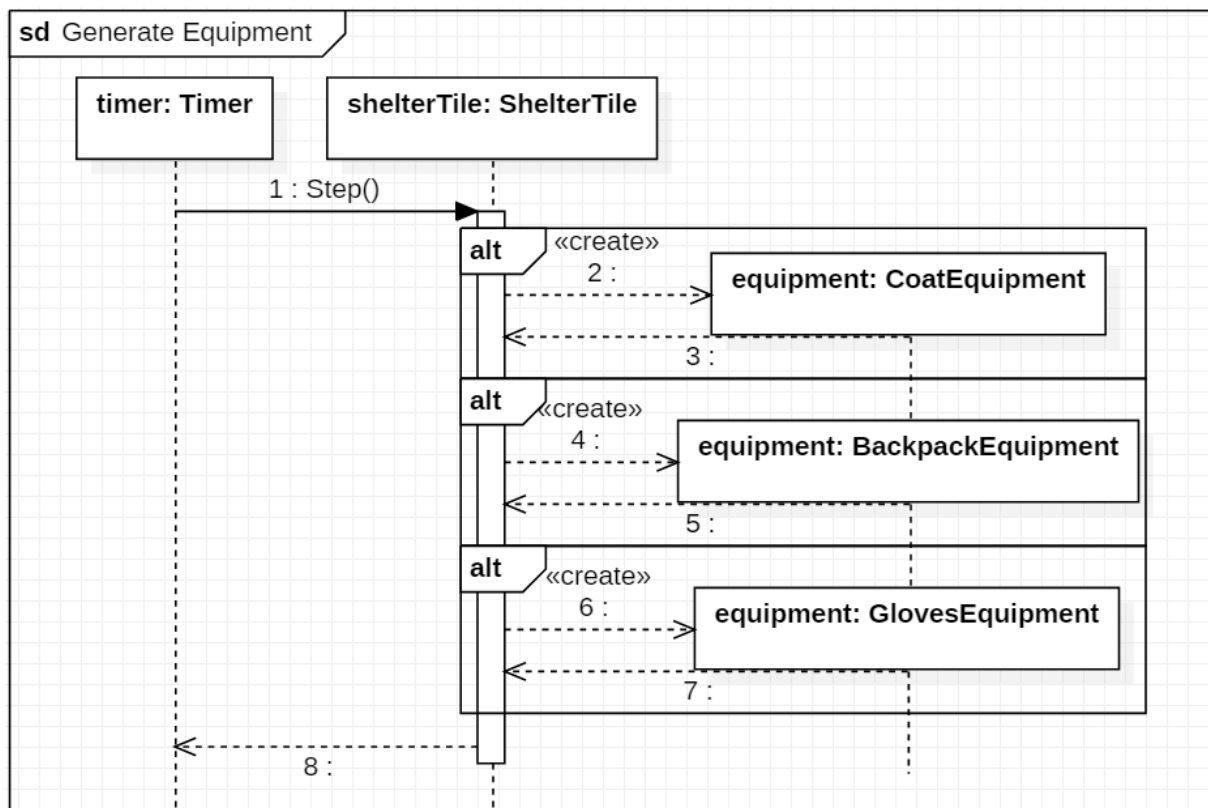 sd Generate Equipment
timer: Timer
shelterTile: ShelterTile
1 : Step()
alt
«create»
2 :
equipment: CoatEquipment
3 :
alt
«create»
4 :
equipment: BackpackEquipment
5 :
alt
«create»
6 :
equipment: GlovesEquipment
7 :
8 :